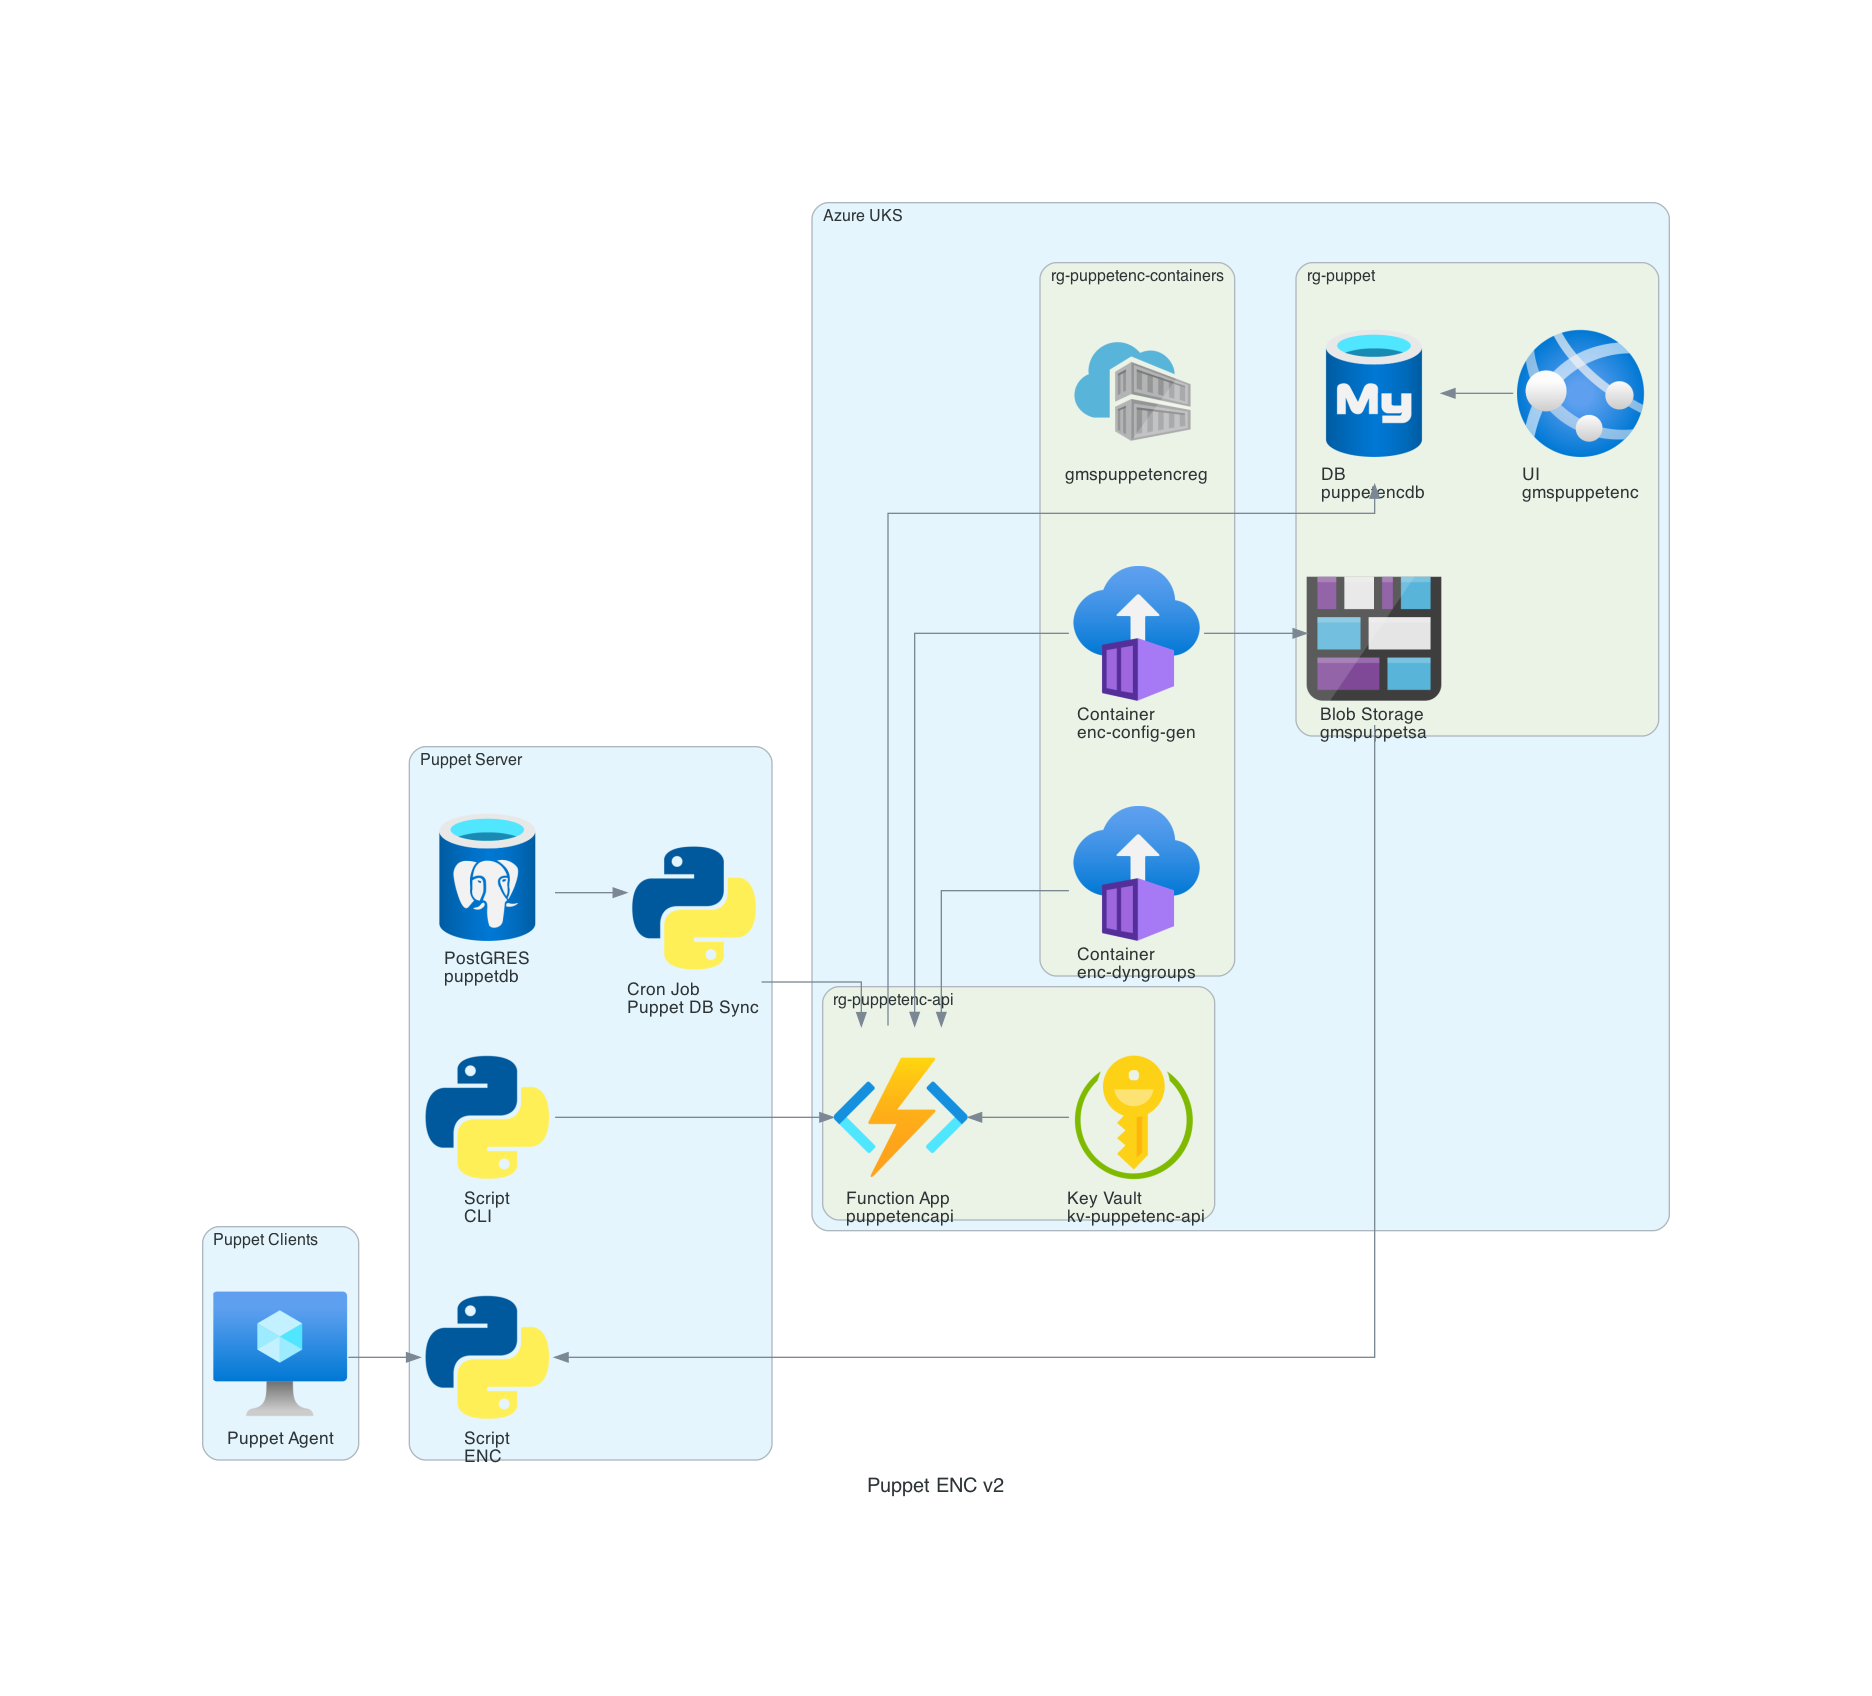 Azure UKS
rg-puppetenc-containers
rg-puppet
My
gmspuppetencreg
DB
puppetencdb
UI
gmspuppetenc
Container
enc-config-gen
Blob Storage
gmspuppetsa
Puppet Server
PostGRES
puppetdb
Cron Job
Puppet DB Sync
Container
enc-dyngroups
rg-puppetenc-api
Script
CLI
Function App
puppetencapi
Key Vault
kv-puppetenc-api
Puppet Clients
Puppet Agent
Script
ENC
Puppet ENC v2